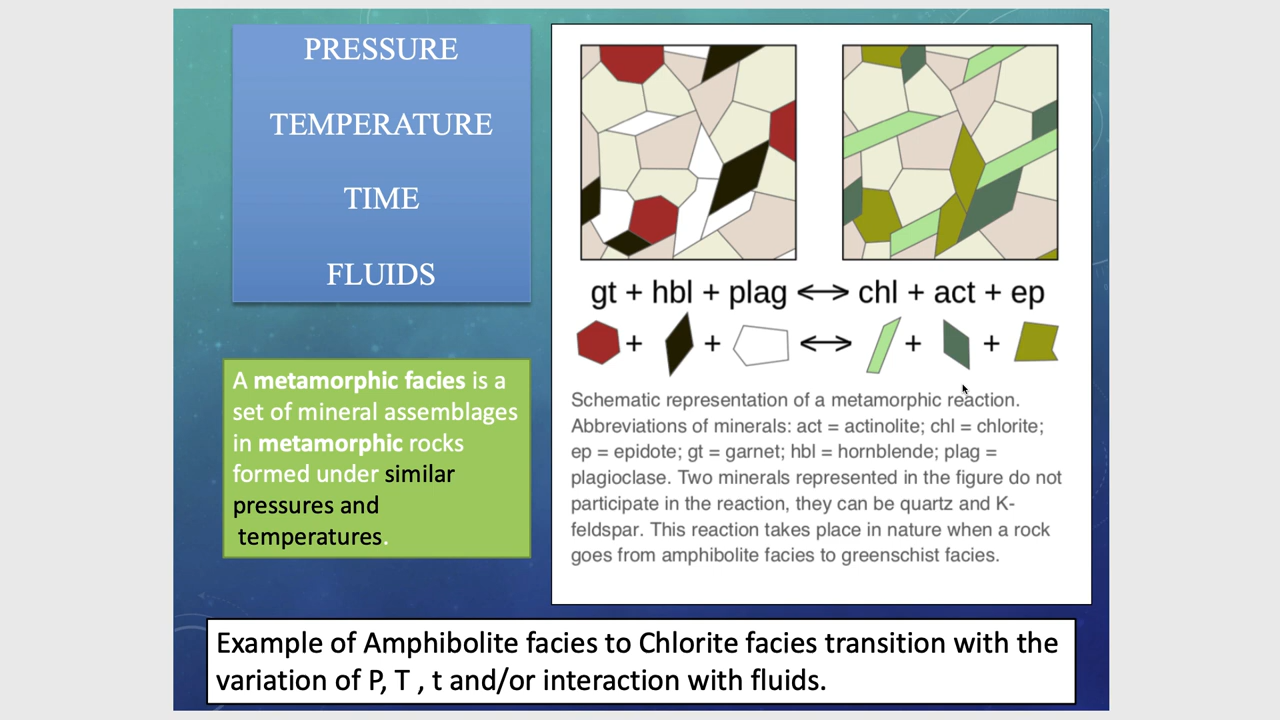 PRESSURE
TEMPERATURE
TIME
FLUIDS
A metamorphic facies is a
set of mineral assemblages
in metamorphic rocks
formed under similar
pressures and
temperatures.
gt + hbl + plag <-> chl + act + ep
+ + <-> + +
Schematic representation of a metamorphic reaction.
Abbreviations of minerals: act = actinolite; chl = chlorite;
ep = epidote; gt = garnet; hbl = hornblende; plag =
plagioclase. Two minerals represented in the figure do not
participate in the reaction, they can be quartz and K-
feldspar. This reaction takes place in nature when a rock
goes from amphibolite facies to greenschist facies.
Example of Amphibolite facies to Chlorite facies transition with the
variation of P, T , t and/or interaction with fluids.